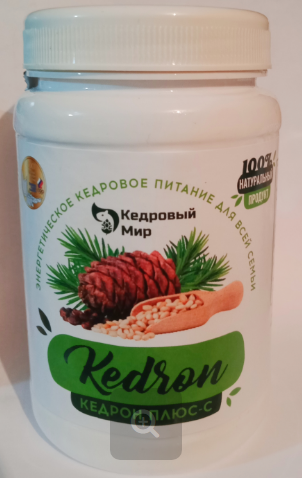 100%
НАТУРАЛЬНЫЙ
ПРОДУКТ
ЭНЕРГЕТИЧЕСКОЕ КЕДРОВОЕ ПИТАНИЕ ДЛЯ ВСЕЙ СЕМЬИ
Кедровый
Мир
Kedron
КЕДРОН ПЛЮС-С